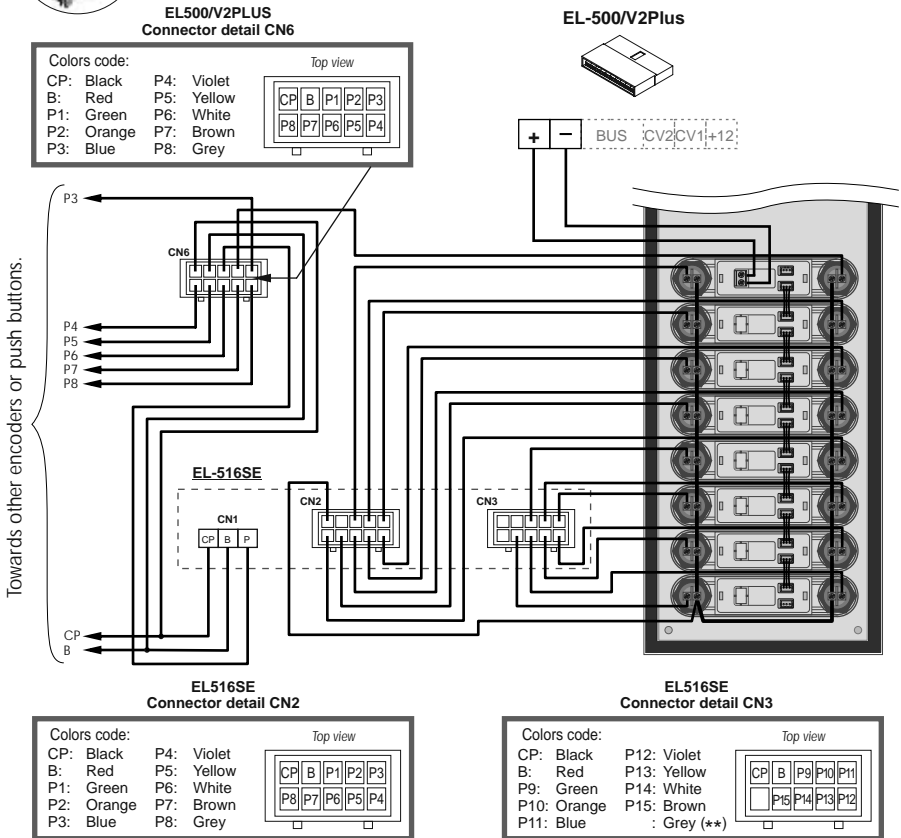 EL500/V2PLUS
Connector detail CN6
Colors code:
CP: Black P4: Violet
B: Red P5: Yellow
P1: Green P6: White
P2: Orange P7: Brown
P3: Blue P8: Grey
Top view
CP B P1 P2 P3
P8 P7 P6 P5 P4
EL-500/V2Plus
+ − BUS CV2 CV1 +12
Towards other encoders or push buttons.
P3
CN6
P4
P5
P6
P7
P8
EL-516SE
CN1
CP B P
CN2
CN3
CP
B
EL516SE
Connector detail CN2
Colors code:
CP: Black P4: Violet
B: Red P5: Yellow
P1: Green P6: White
P2: Orange P7: Brown
P3: Blue P8: Grey
Top view
CP B P1 P2 P3
P8 P7 P6 P5 P4
EL516SE
Connector detail CN3
Colors code:
CP: Black P12: Violet
B: Red P13: Yellow
P9: Green P14: White
P10: Orange P15: Brown
P11: Blue : Grey (**)
Top view
CP B P9 P10 P11
P15 P14 P13 P12